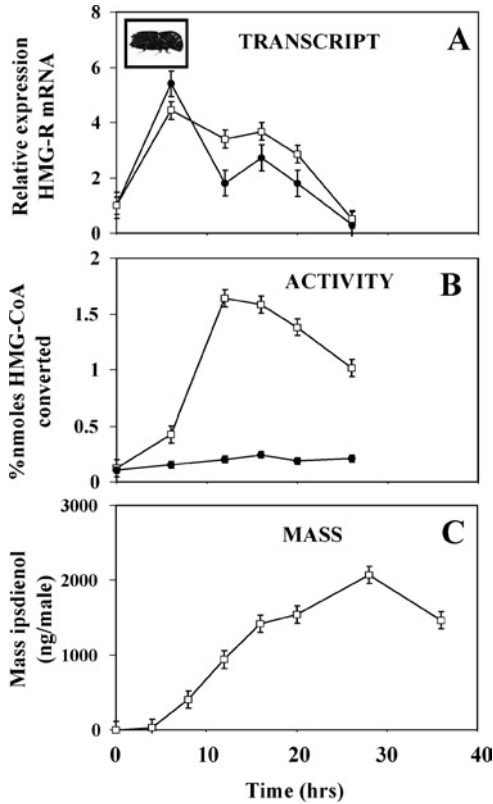 TRANSCRIPT A
Relative expression
HMG-R mRNA
8
6
4
2
0
ACTIVITY B
%nmoles HMG-CoA
converted
2
1.5
1
0.5
0
MASS C
Mass ipsdienol
(ng/male)
3000
2000
1000
0
0 10 20 30 40
Time (hrs)